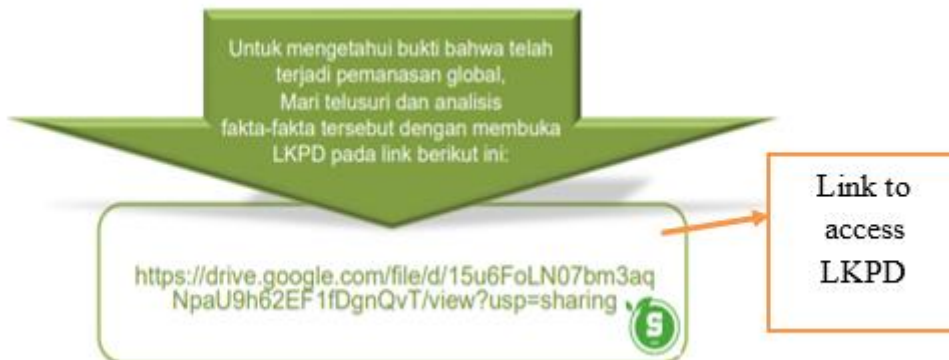 Untuk mengetahui bukti bahwa telah
terjadi pemanasan global,
Mari telusuri dan analisis
fakta-fakta tersebut dengan membuka
LKPD pada link berikut ini:
https://drive.google.com/file/d/15u6FoLN07bm3aq
NpaU9h62EF1fDgnQvT/view?usp=sharing
S
Link to
access
LKPD